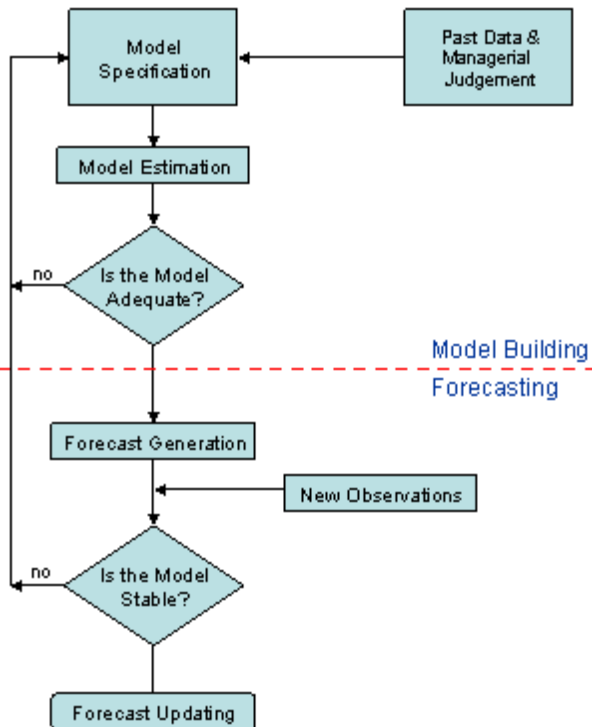 Model
Specification
Past Data &
Managerial
Judgement
Model Estimation
no
Is the Model
Adequate?
Model Building
Forecasting
Forecast Generation
New Observations
no
Is the Model
Stable?
Forecast Updating